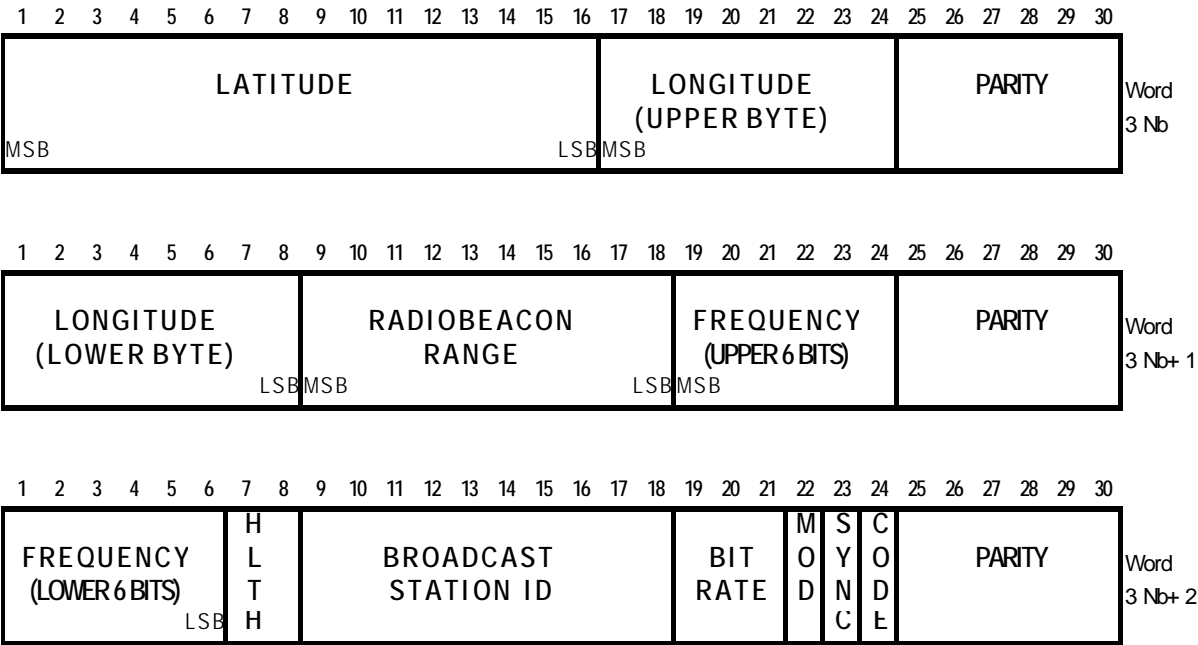 1 2 3 4 5 6 7 8 9 10 11 12 13 14 15 16 17 18 19 20 21 22 23 24 25 26 27 28 29 30
LATITUDE LONGITUDE PARITY Word
(UPPER BYTE) 3 Nb
MSB LSB MSB
1 2 3 4 5 6 7 8 9 10 11 12 13 14 15 16 17 18 19 20 21 22 23 24 25 26 27 28 29 30
LONGITUDE RADIOBEACON FREQUENCY PARITY Word
(LOWER BYTE) RANGE (UPPER 6 BITS) 3 Nb+ 1
LSB MSB LSB MSB
1 2 3 4 5 6 7 8 9 10 11 12 13 14 15 16 17 18 19 20 21 22 23 24 25 26 27 28 29 30
FREQUENCY HLTH BROADCAST BIT MOD SYNC CODE PARITY Word
(LOWER 6 BITS) STATION ID RATE 3 Nb+ 2
LSB